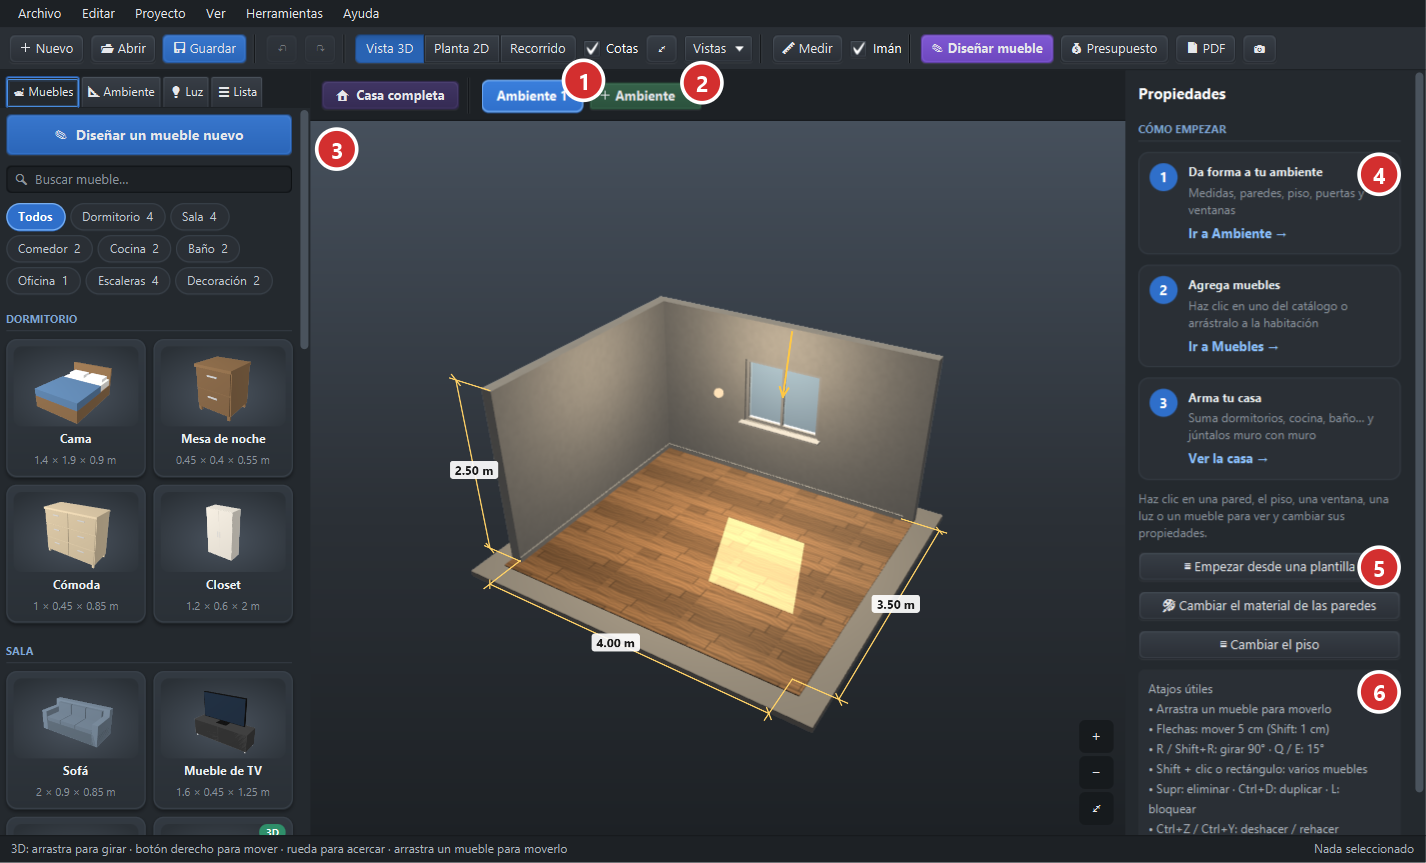 Archivo Editar Proyecto Ver Herramientas Ayuda
+ Nuevo Abrir Guardar Vista 3D Planta 2D Recorrido Cotas Vistas Medir Imán Diseñar mueble Presupuesto PDF
Muebles Ambiente Luz Lista
Casa completa Ambiente 1 + Ambiente
1
2
3
Diseñar un mueble nuevo
Buscar mueble...
Todos Dormitorio 4 Sala 4
Comedor 2 Cocina 2 Baño 2
Oficina 1 Escaleras 4 Decoración 2
DORMITORIO
Cama
1.4 × 1.9 × 0.9 m
Mesa de noche
0.45 × 0.4 × 0.55 m
Cómoda
1 × 0.45 × 0.85 m
Closet
1.2 × 0.6 × 2 m
SALA
Sofá
2 × 0.9 × 0.85 m
Mueble de TV
1.6 × 0.45 × 1.25 m
3D
2.50 m
4.00 m
3.50 m
+
−
Propiedades
CÓMO EMPEZAR
4
1 Da forma a tu ambiente
Medidas, paredes, piso, puertas y
ventanas
Ir a Ambiente →
2 Agrega muebles
Haz clic en uno del catálogo o
arrástralo a la habitación
Ir a Muebles →
3 Arma tu casa
Suma dormitorios, cocina, baño... y
júntalos muro con muro
Ver la casa →
Haz clic en una pared, el piso, una ventana, una
luz o un mueble para ver y cambiar sus
propiedades.
Empezar desde una plantilla
5
Cambiar el material de las paredes
Cambiar el piso
6
Atajos útiles
• Arrastra un mueble para moverlo
• Flechas: mover 5 cm (Shift: 1 cm)
• R / Shift+R: girar 90° · Q / E: 15°
• Shift + clic o rectángulo: varios muebles
• Supr: eliminar · Ctrl+D: duplicar · L:
bloquear
• Ctrl+Z / Ctrl+Y: deshacer / rehacer
3D: arrastra para girar · botón derecho para mover · rueda para acercar · arrastra un mueble para moverlo
Nada seleccionado